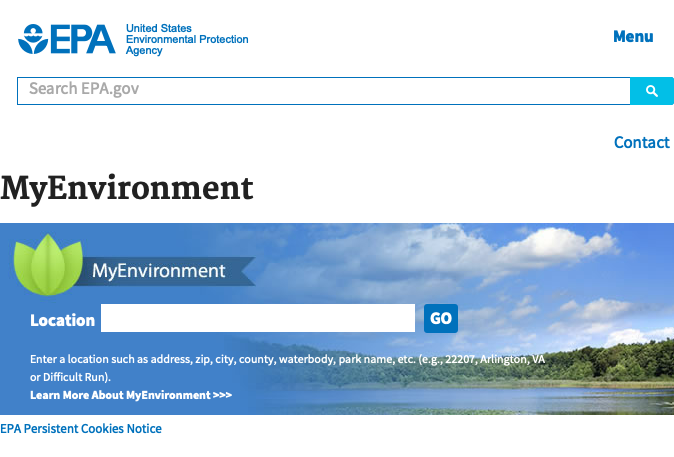 EPA
United States
Environmental Protection
Agency
Menu
Search EPA.gov
Contact
MyEnvironment
MyEnvironment
Location
GO
Enter a location such as address, zip, city, county, waterbody, park name, etc. (e.g., 22207, Arlington, VA
or Difficult Run).
Learn More About MyEnvironment >>>
EPA Persistent Cookies Notice